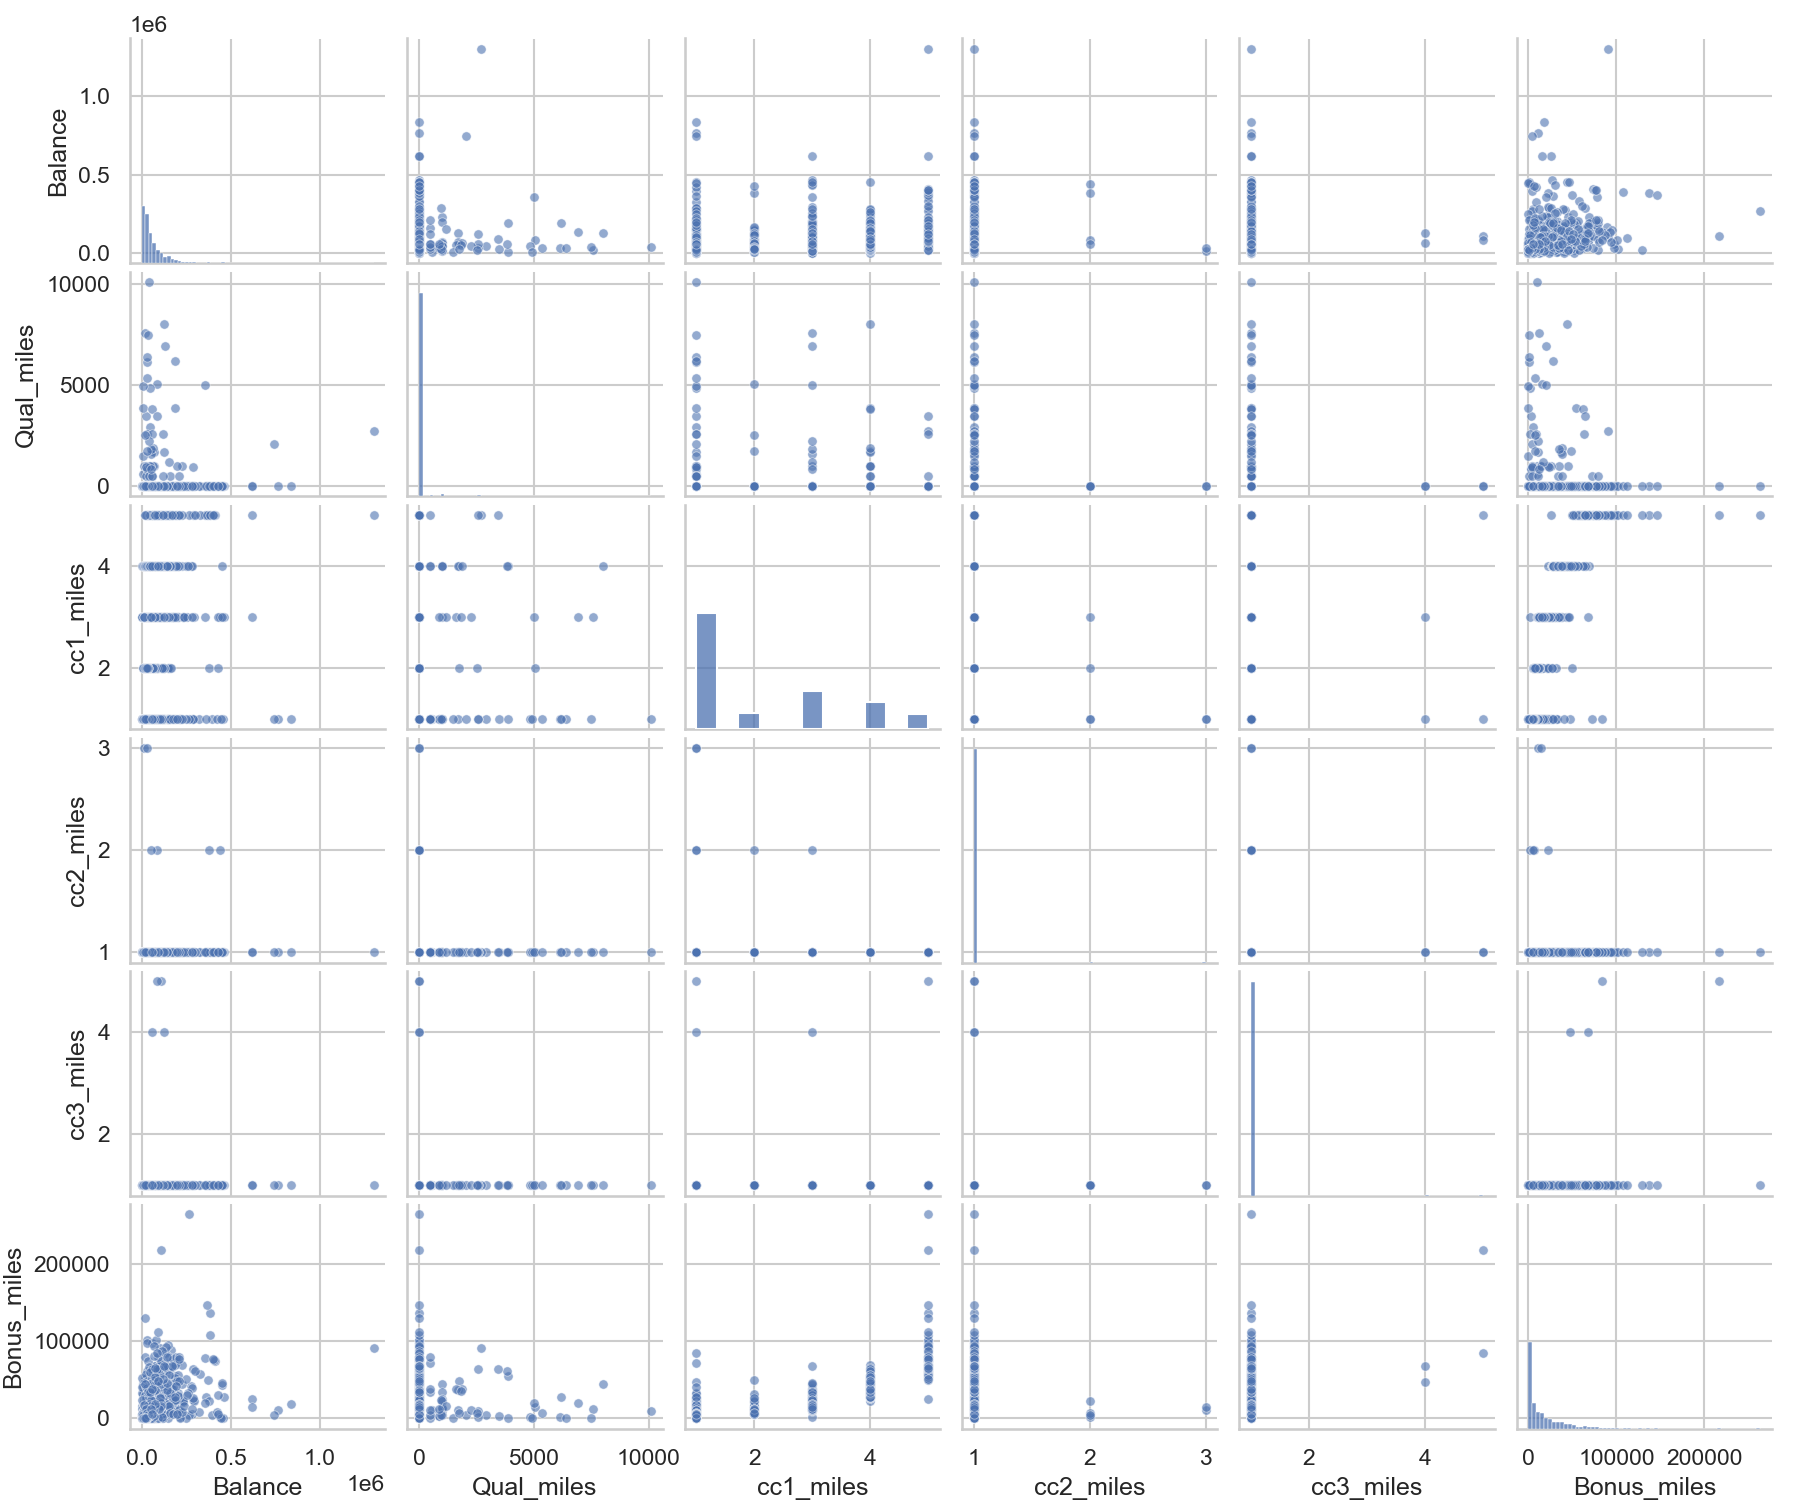 1e6
1.0
0.5
0.0
Balance
10000
5000
0
Qual_miles
4
2
cc1_miles
3
2
1
cc2_miles
4
2
cc3_miles
200000
100000
0
Bonus_miles
0.0 0.5 1.0 0 5000 10000 2 4 1 2 3 2 4 0 100000 200000
1e6
Balance Qual_miles cc1_miles cc2_miles cc3_miles Bonus_miles